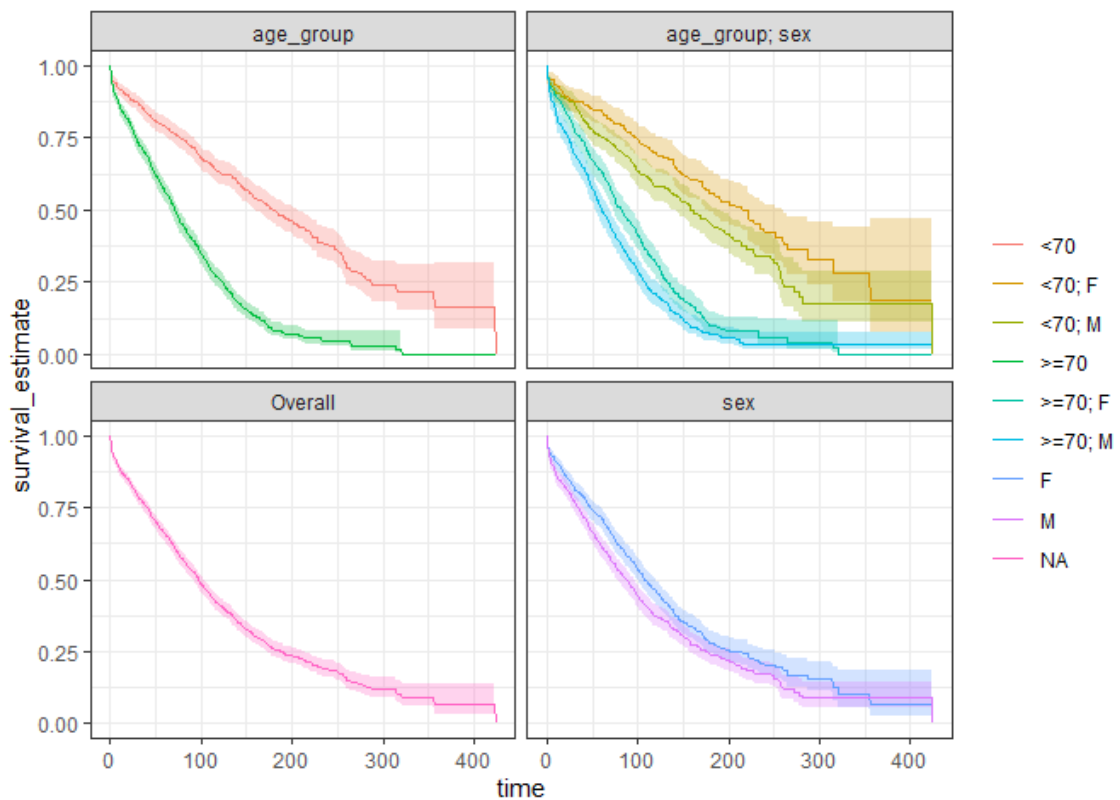 age_group
age_group; sex
1.00
0.75
0.50
0.25
0.00
Overall
sex
1.00
0.75
0.50
0.25
0.00
0
100
200
300
400
0
100
200
300
400
time
survival_estimate
<70
<70; F
<70; M
>=70
>=70; F
>=70; M
F
M
NA